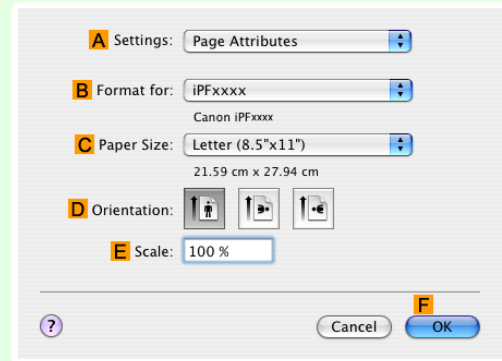 A Settings: Page Attributes
B Format for: iPFxxxx
Canon iPFxxxx
C Paper Size: Letter (8.5"x11")
21.59 cm x 27.94 cm
D Orientation:
E Scale: 100 %
F
? Cancel OK